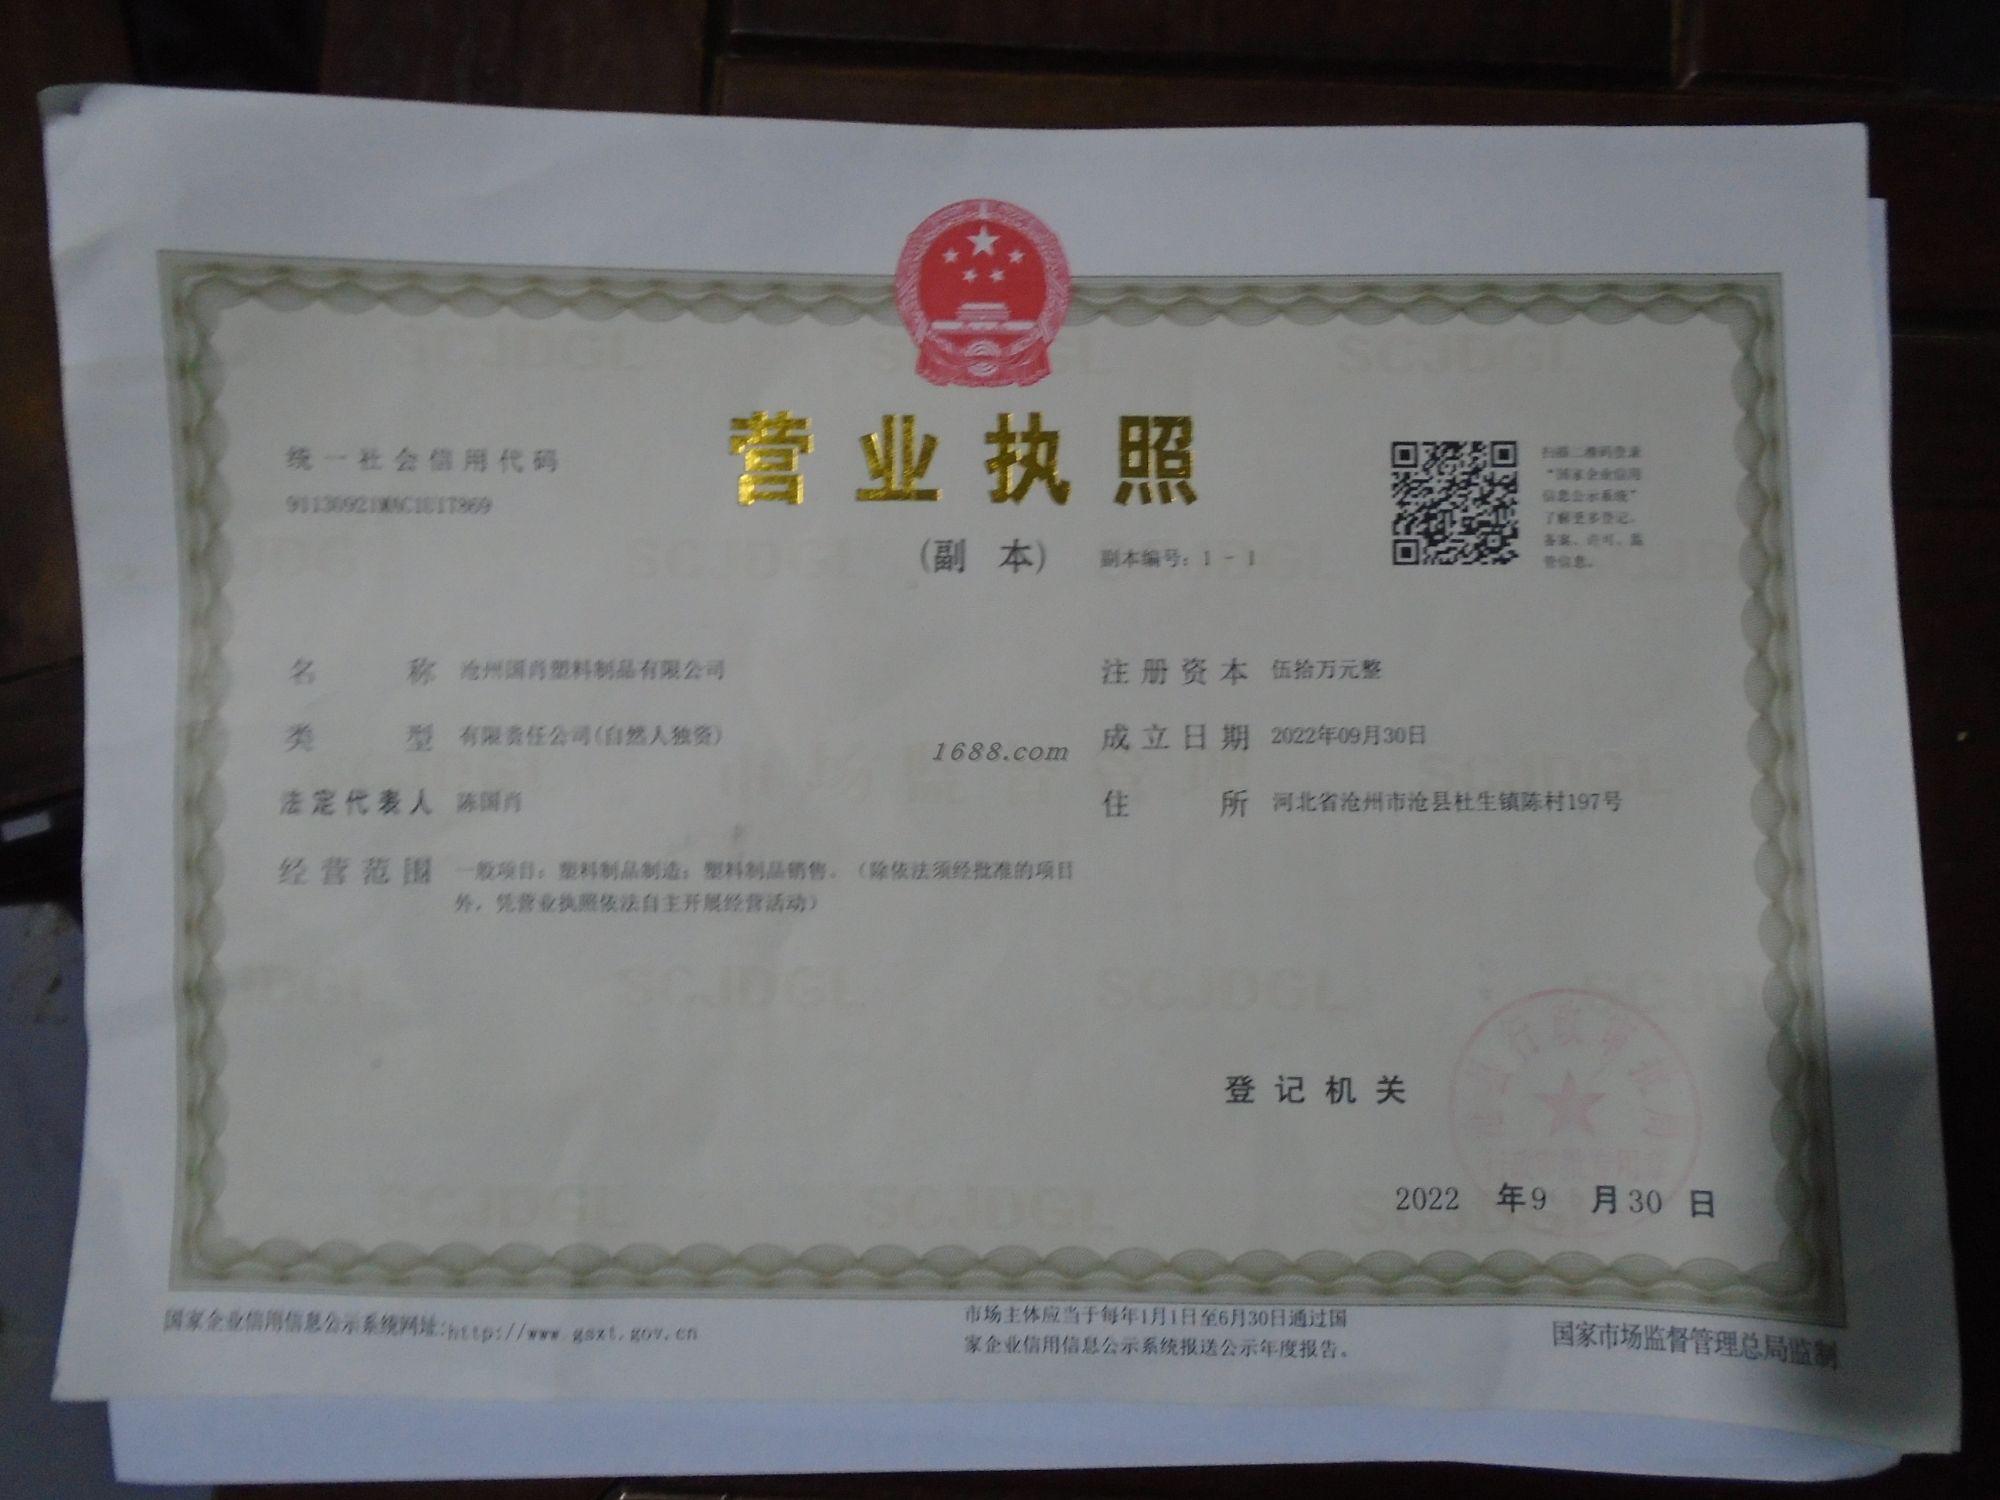 营业执照
(副 本)
副本编号：1 - 1
统一社会信用代码
扫描二维码登录
“国家企业信用
信息公示系统”
了解更多登记、
备案、许可、监
管信息。
名 称 沧州国肖塑料制品有限公司
类 型 有限责任公司(自然人独资)
法定代表人 陈国肖
经营范围 一般项目：塑料制品制造；塑料制品销售。（除依法须经批准的项目
外，凭营业执照依法自主开展经营活动）
注册资本 伍拾万元整
成立日期 2022年09月30日
住 所 河北省沧州市沧县杜生镇陈村197号
1688.com
登记机关
2022 年9 月30 日
国家企业信用信息公示系统网址:http://www.gsxt.gov.cn
市场主体应当于每年1月1日至6月30日通过国
家企业信用信息公示系统报送公示年度报告。
国家市场监督管理总局监制